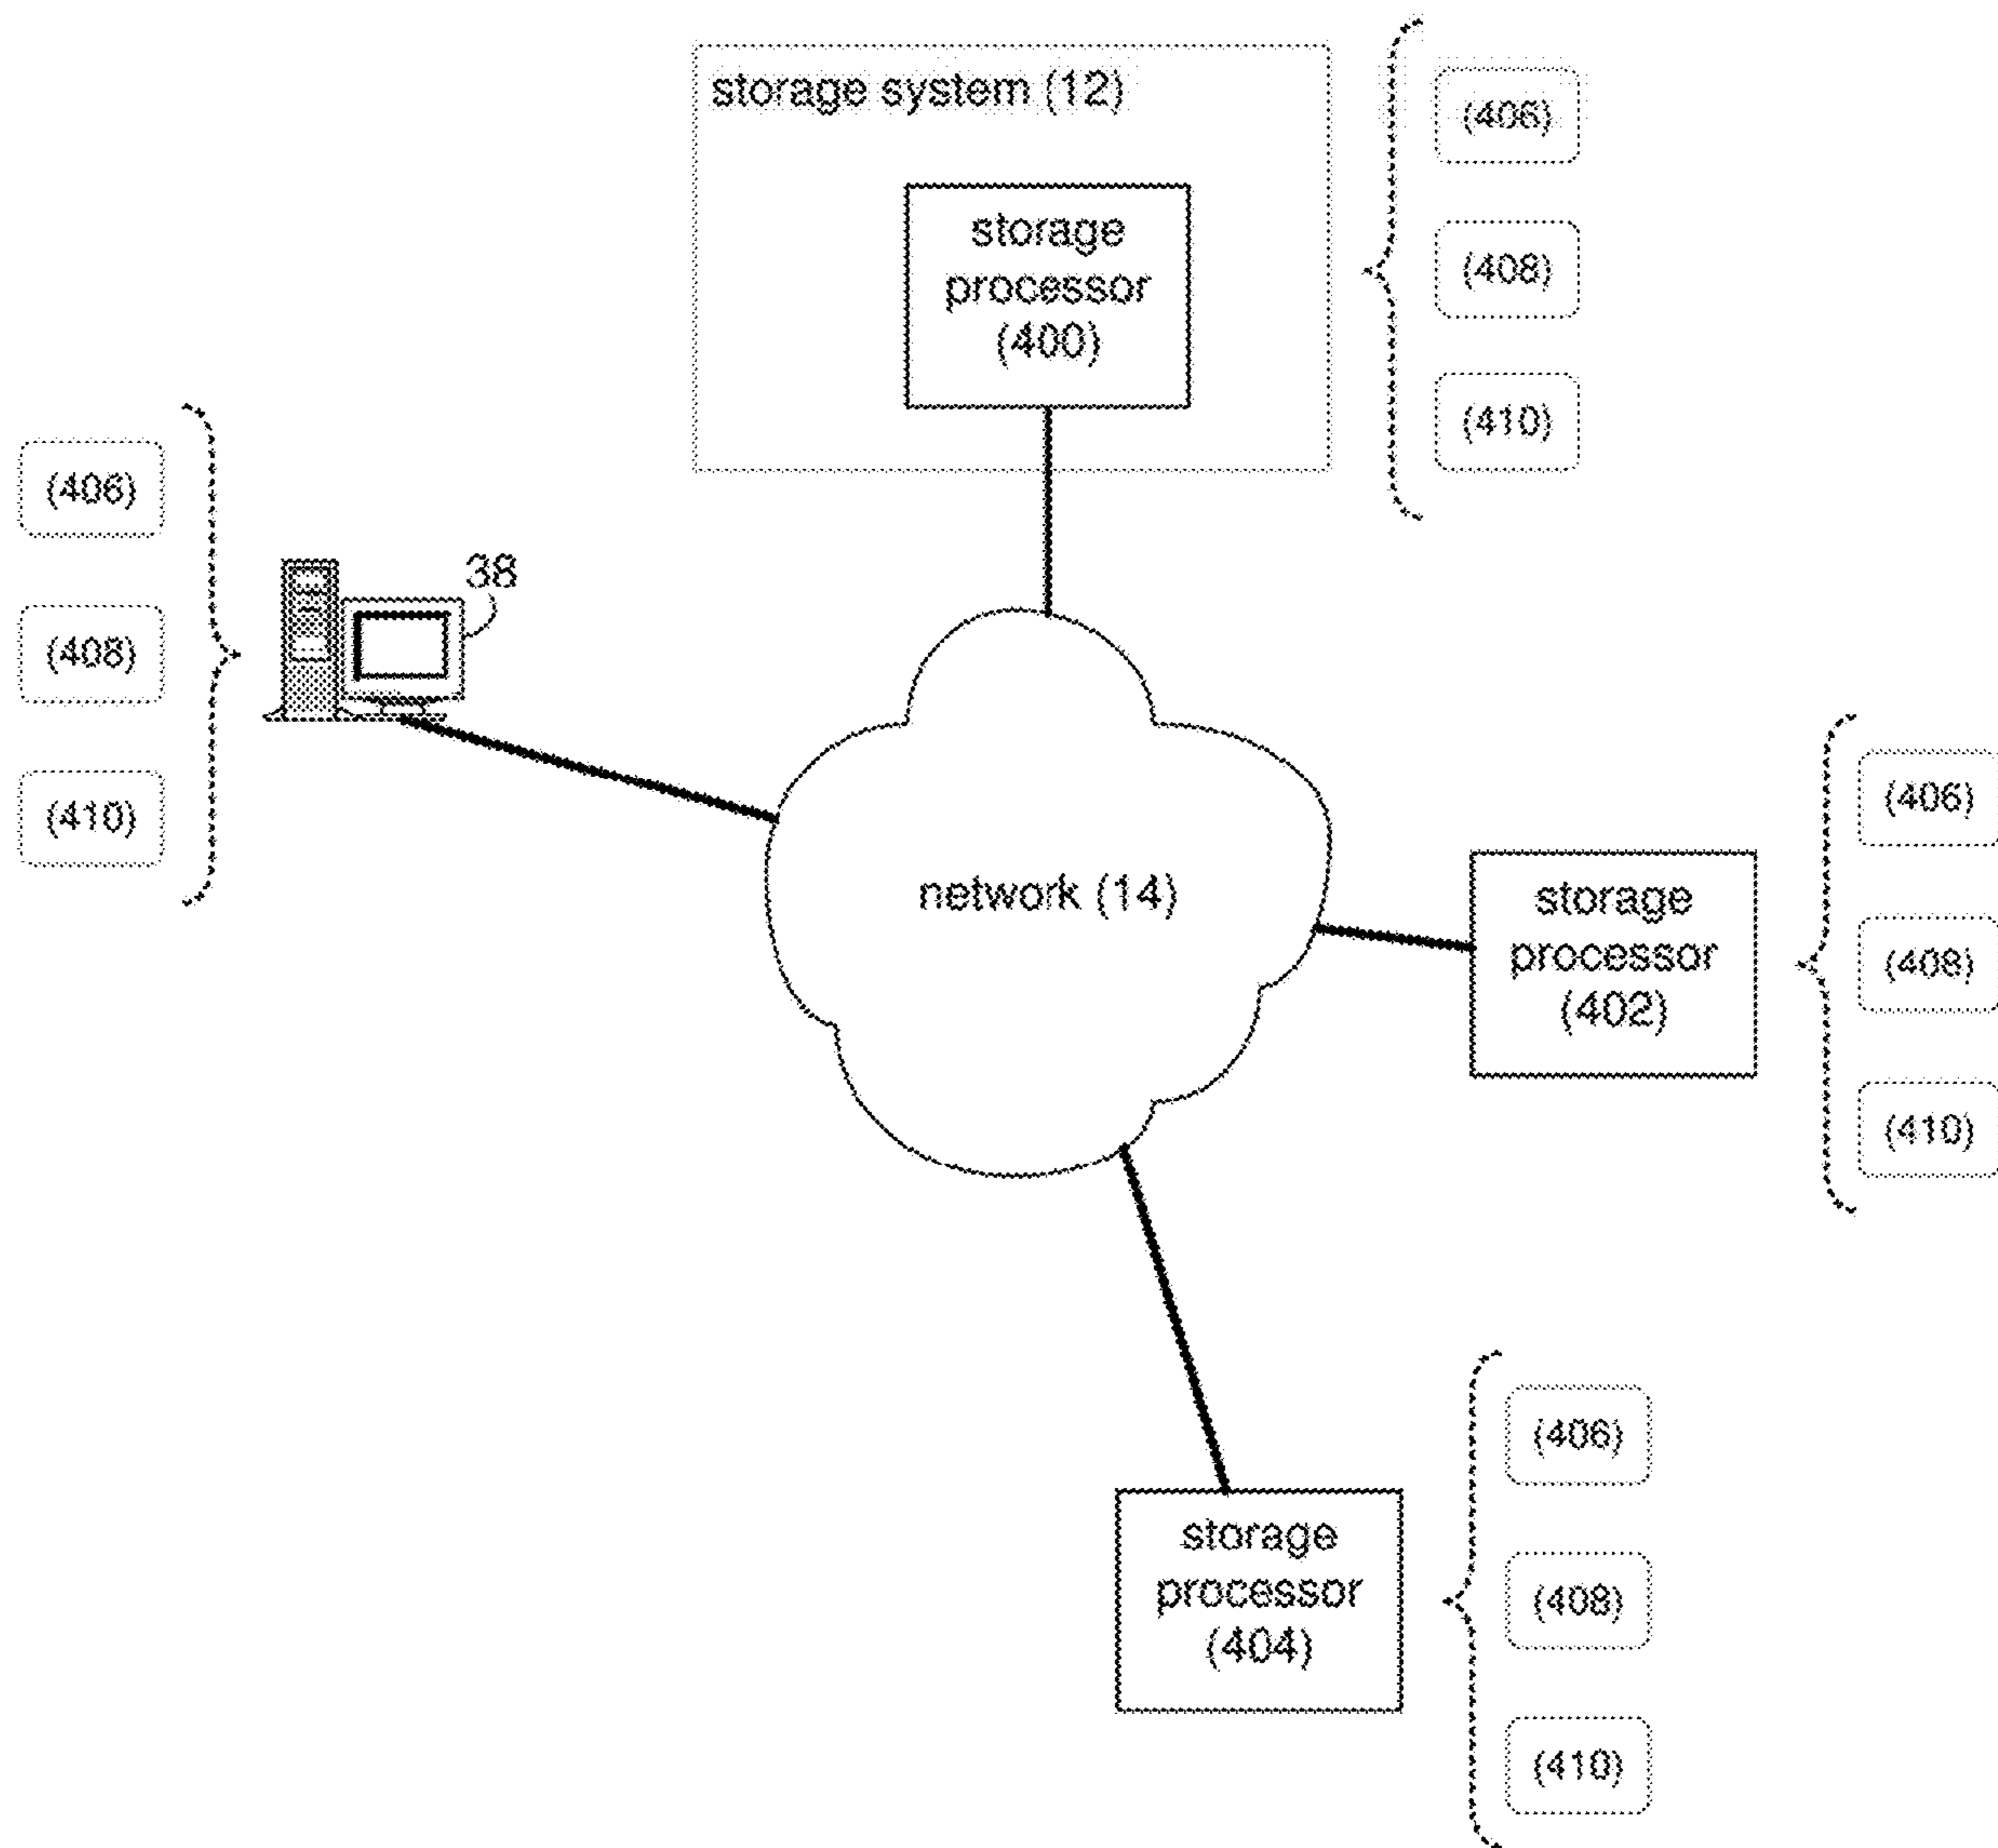 storage system (12)
storage
processor
(400)
(406)
(408)
(410)
(406)
(408)
(410)
38
network (14)
storage
processor
(402)
(406)
(408)
(410)
storage
processor
(404)
(406)
(408)
(410)